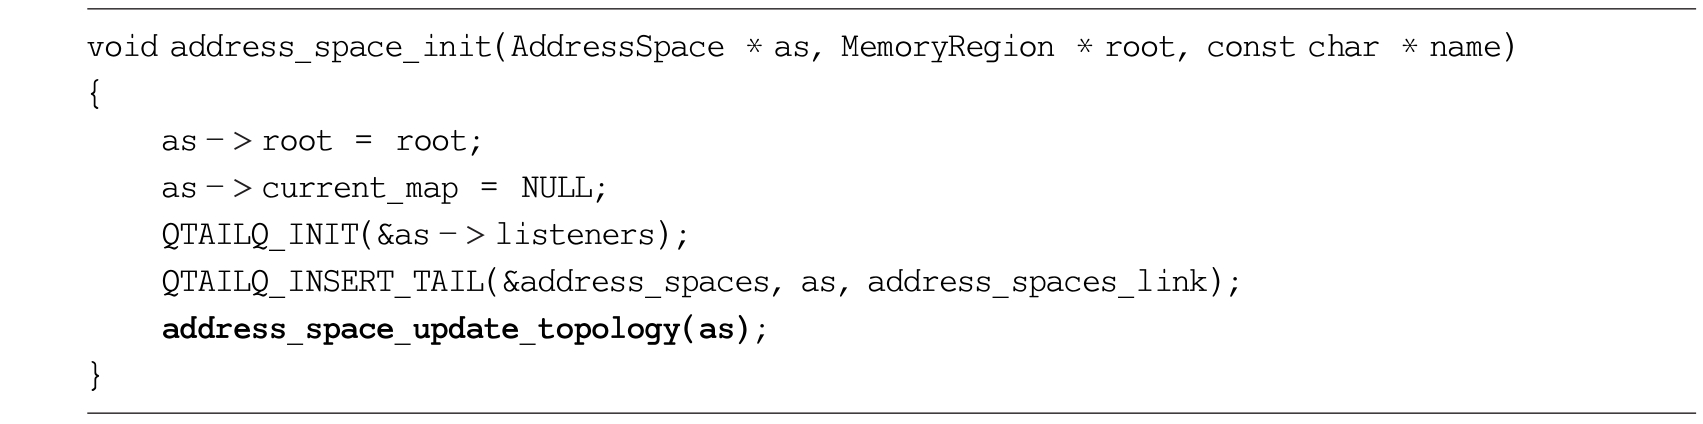 void address_space_init(AddressSpace * as, MemoryRegion * root, const char * name)
{
as -> root = root;
as -> current_map = NULL;
QTAILQ_INIT(&as -> listeners);
QTAILQ_INSERT_TAIL(&address_spaces, as, address_spaces_link);
address_space_update_topology(as);
}